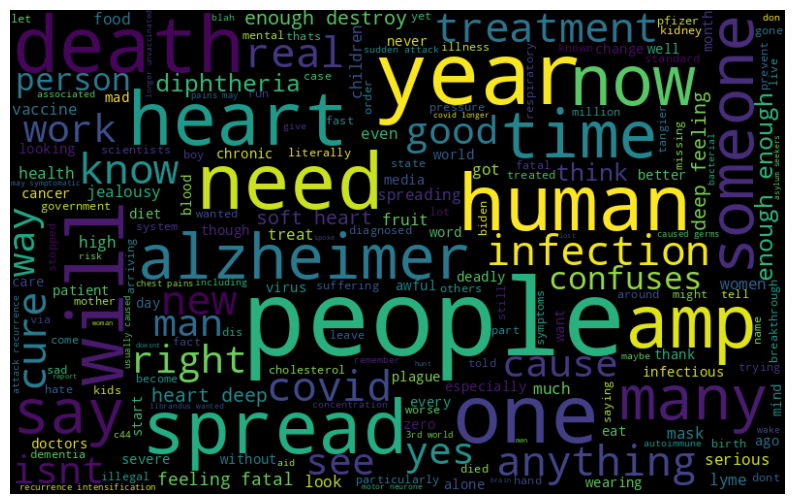 let
food
blah
enough destroy
yet
treatment
pfizer
don
gone
death
mental
thats
real
never
illness
sudden attack
known
change
well
month
kidney
someone
person
children
year
now
standard
live
prevent
associated
longer unvaccinated
diphtheria
case
respiratory
vaccine
mad
pains may
run
heart
order
fast
pressure
covid longer
million
tangier
missing
bacterial
work
scientists
give
even
good
time
looking
boy
literally
deep feeling
enough enough
asylum seekers
know
chronic
state
world
fatal
treated
may symptomatic
health
jealousy
blood
need
media
think
got
better
cancer
diet
wanted
spreading
human
biden
government
soft heart
fruit
lot
caused germs
way
stopped
system
though
treat
word
diagnosed
lost
high
arriving
spoke
infection
risk
will
alzheimer
deadly
women
care
patient
including
chest pains
virus
suffering
awful
others
confuses
mother
day
new
people
symptoms
around
might
tell
name
breakthrough
cure
via
usually caused
man
dis
still
want
amp
woman
fact
leave
part
come
doesnt
right
told
maybe
trying
attack recurrence
sad
report
become
remember
hunt
cause
thank
hate
cholesterol
plague
infectious
say
kids
start
heart deep
covid
especially
much
saying
many
mind
librandus wanted
every
c44
spread
worse
one
concentration
zero
eat
mask
birth
ago
doctors
3rd world
anything
autoimmune
wake
dementia
severe
without
aid
see
yes
died
men
serious
isnt
illegal
feeling fatal
look
alone
wearing
lyme
dont
recurrence intensification
particularly
hand
motor neurone
brain